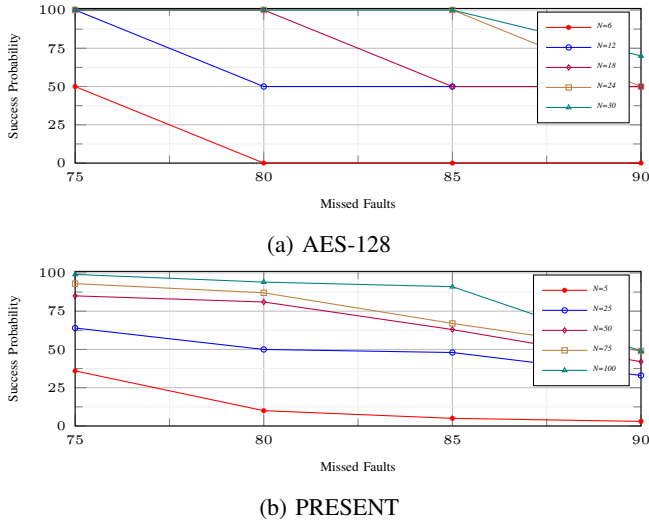 100
75
50
25
0
Success Probability
75
80
85
90
Missed Faults
N=6
N=12
N=18
N=24
N=30
(a) AES-128
100
75
50
25
0
Success Probability
75
80
85
90
Missed Faults
N=5
N=25
N=50
N=75
N=100
(b) PRESENT